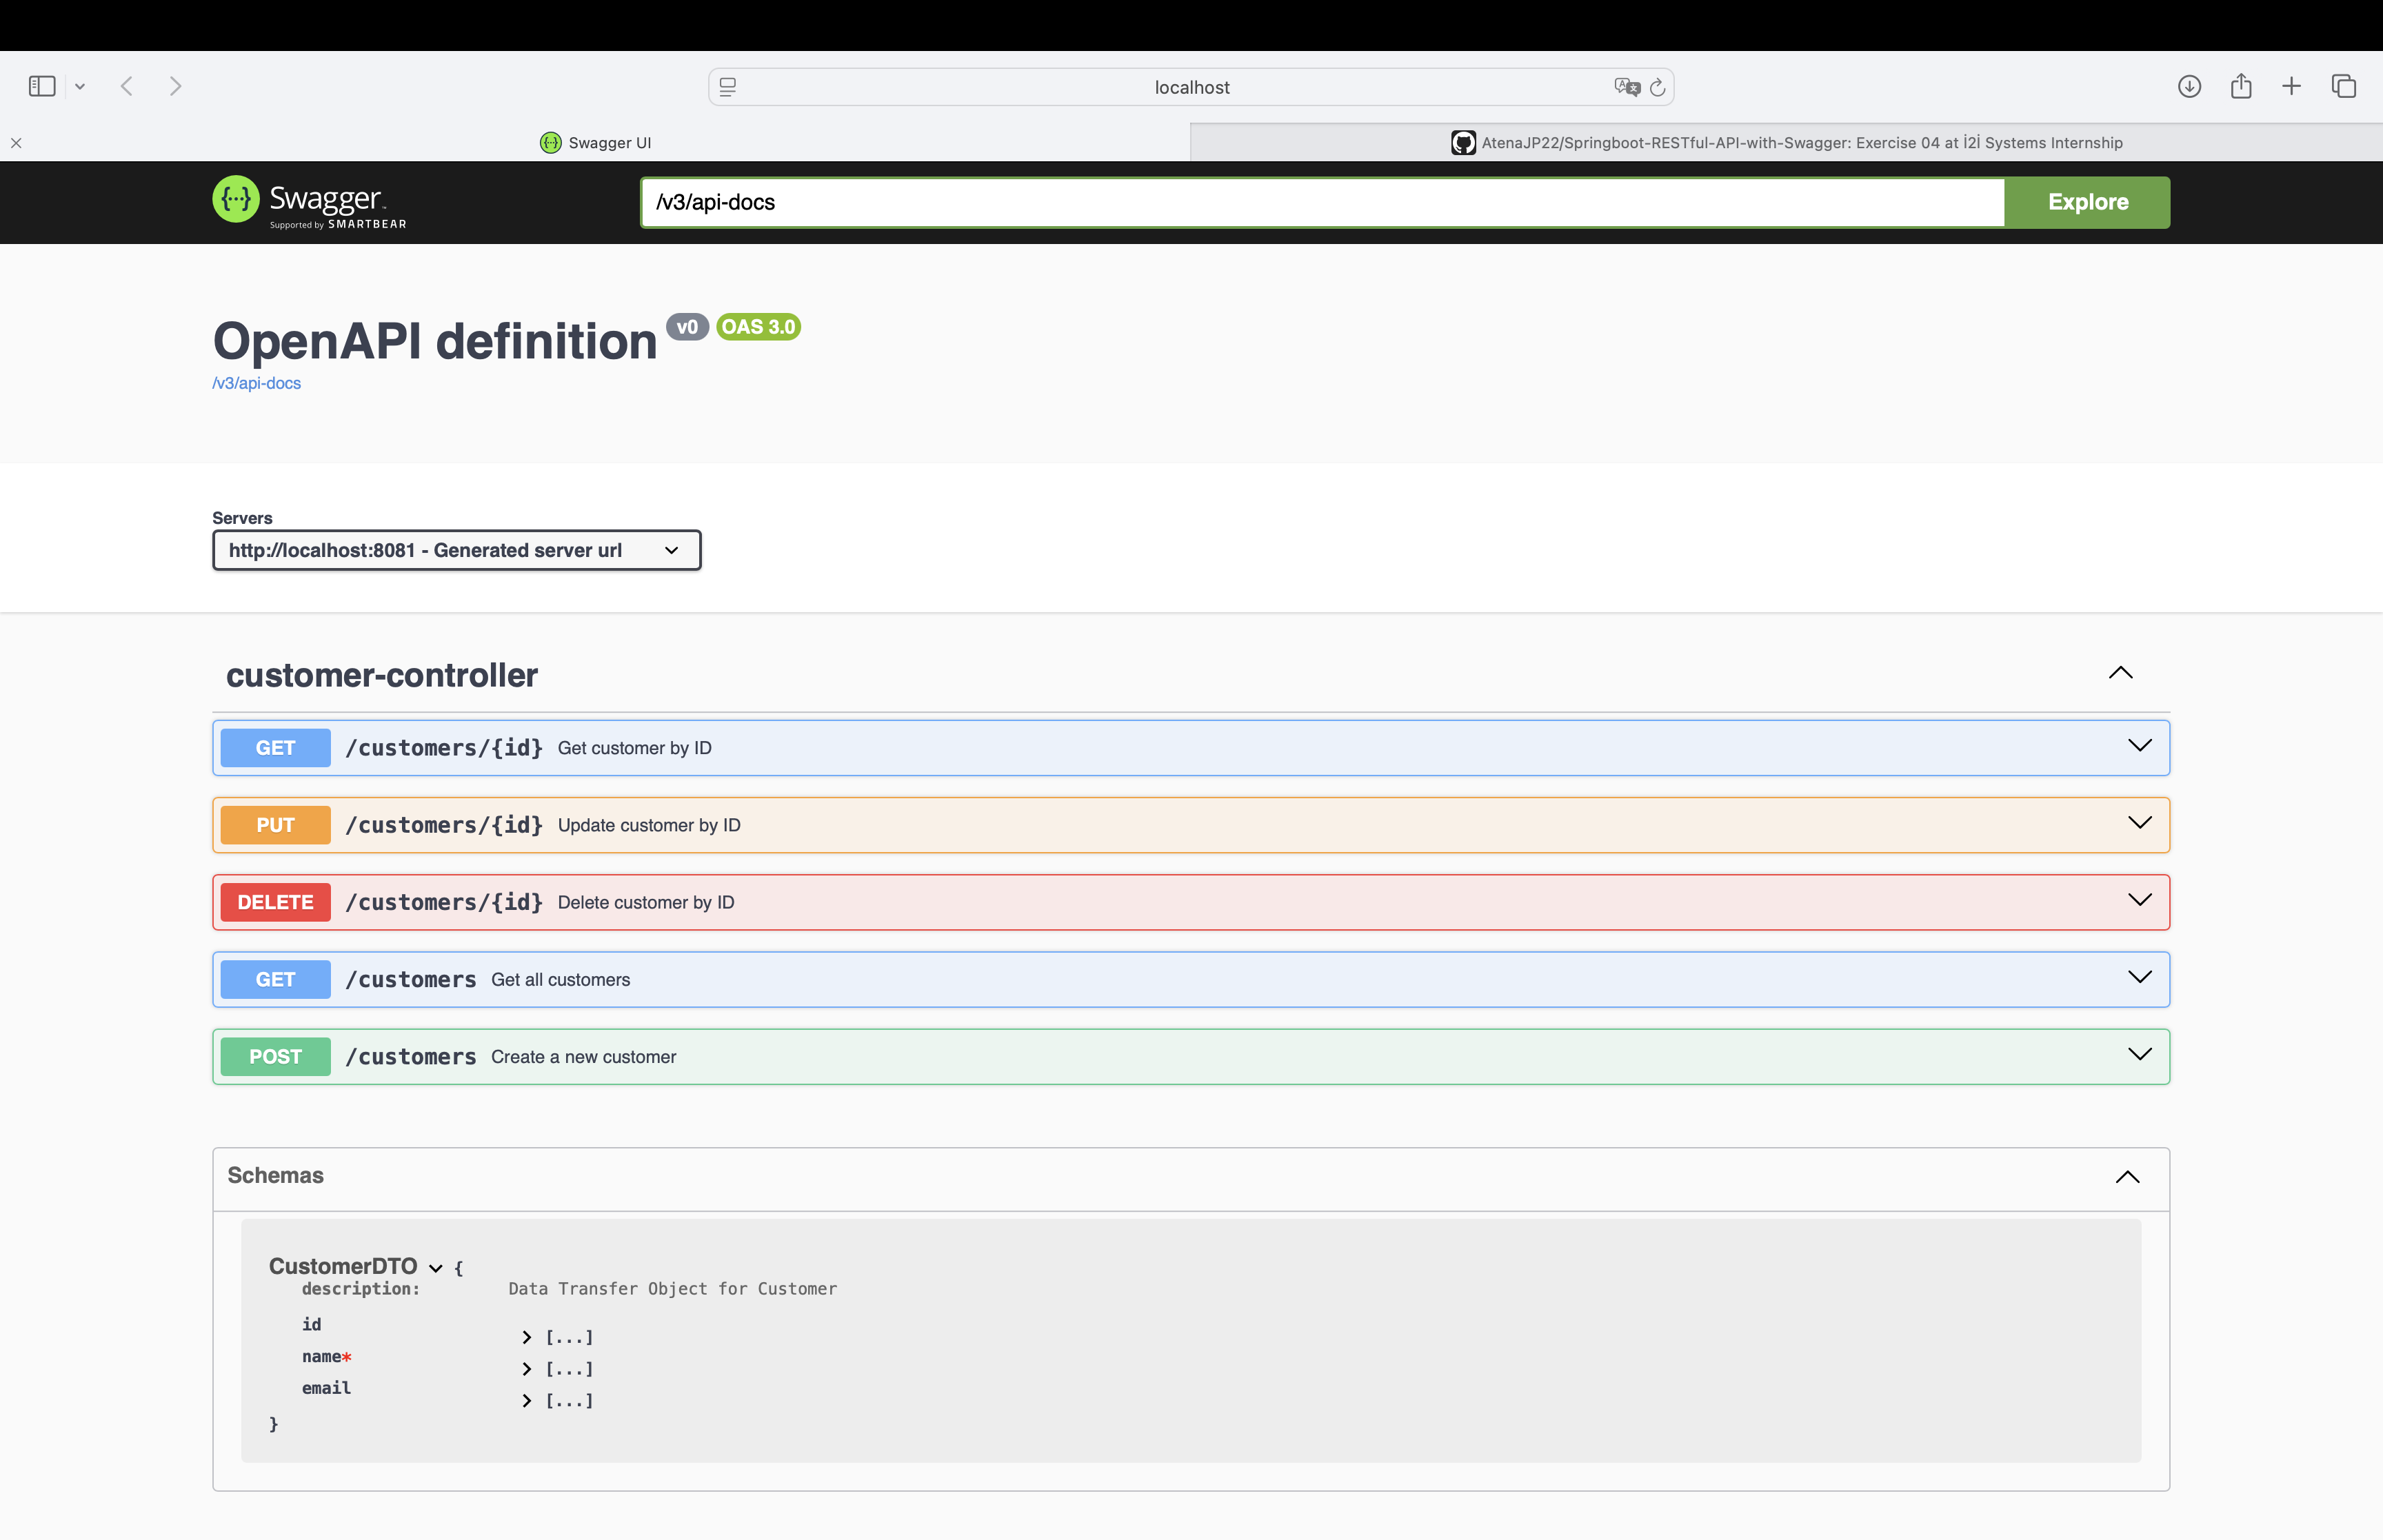 localhost
Swagger UI
AtenaJP22/Springboot-RESTful-API-with-Swagger: Exercise 04 at i2i Systems Internship
Swagger
Supported by SMARTBEAR
/v3/api-docs
Explore
OpenAPI definition v0 OAS 3.0
/v3/api-docs
Servers
http://localhost:8081 - Generated server url
customer-controller
GET /customers/{id} Get customer by ID
PUT /customers/{id} Update customer by ID
DELETE /customers/{id} Delete customer by ID
GET /customers Get all customers
POST /customers Create a new customer
Schemas
CustomerDTO {
description: Data Transfer Object for Customer
id [...]
name* [...]
email [...]
}